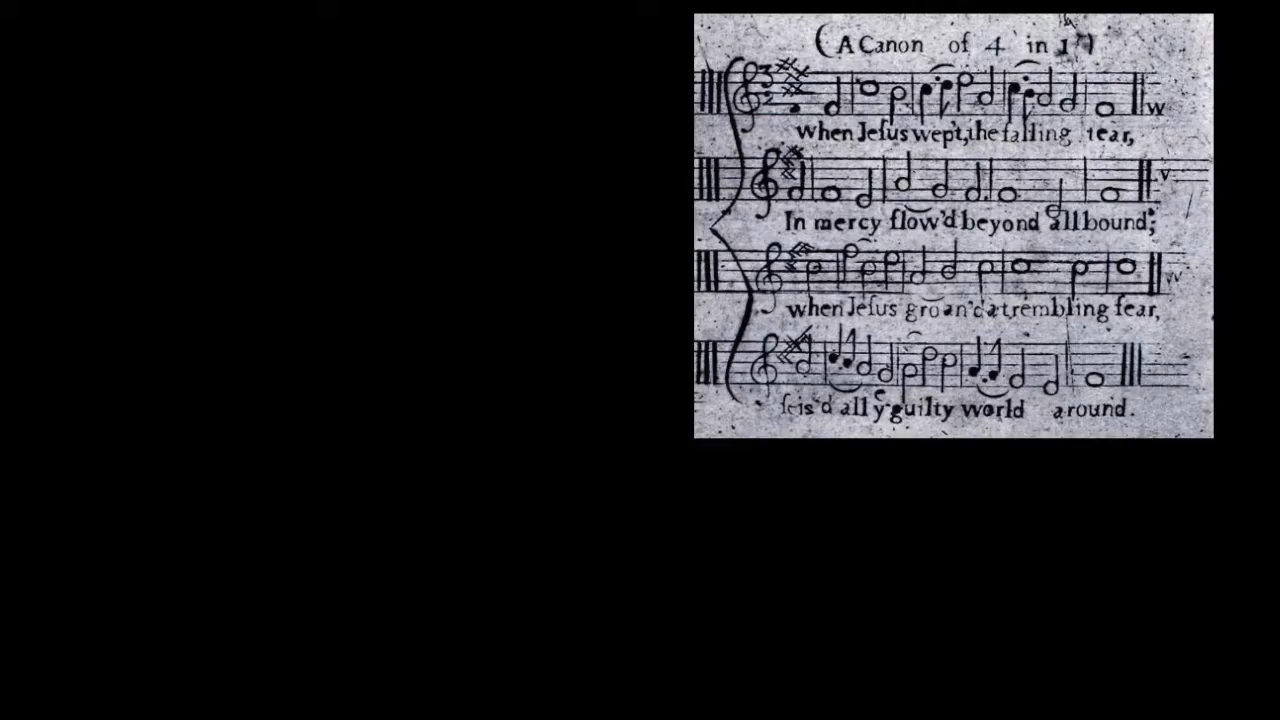 (A Canon of 4 in 1)
when Jeſus wept, the falling tear,
In mercy flow'd beyond all bound;
when Jeſus groan'd a trembling fear,
ſeis'd all yͤ guilty world around.